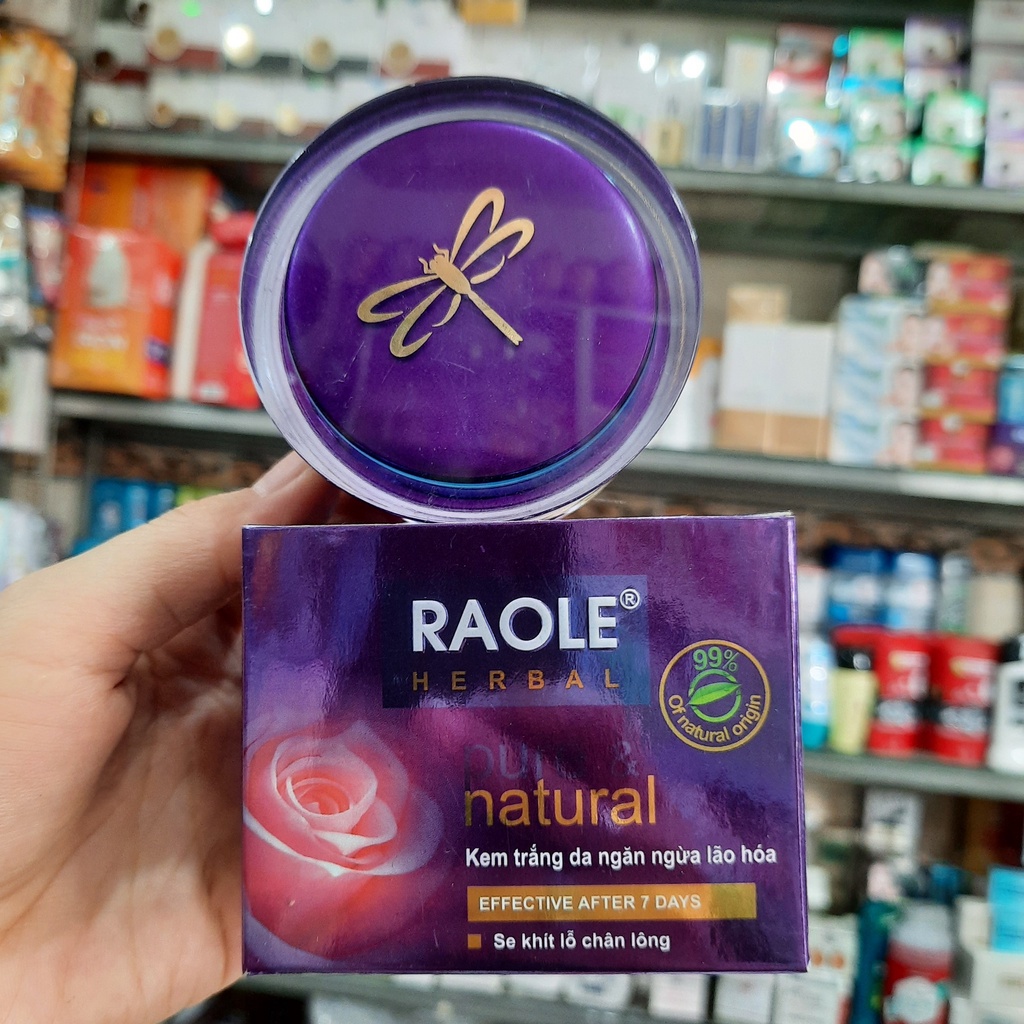 RAOLE®
HERBAL
99%
Of natural origin
pure &
natural
Kem trắng da ngăn ngừa lão hóa
EFFECTIVE AFTER 7 DAYS
Se khít lỗ chân lông